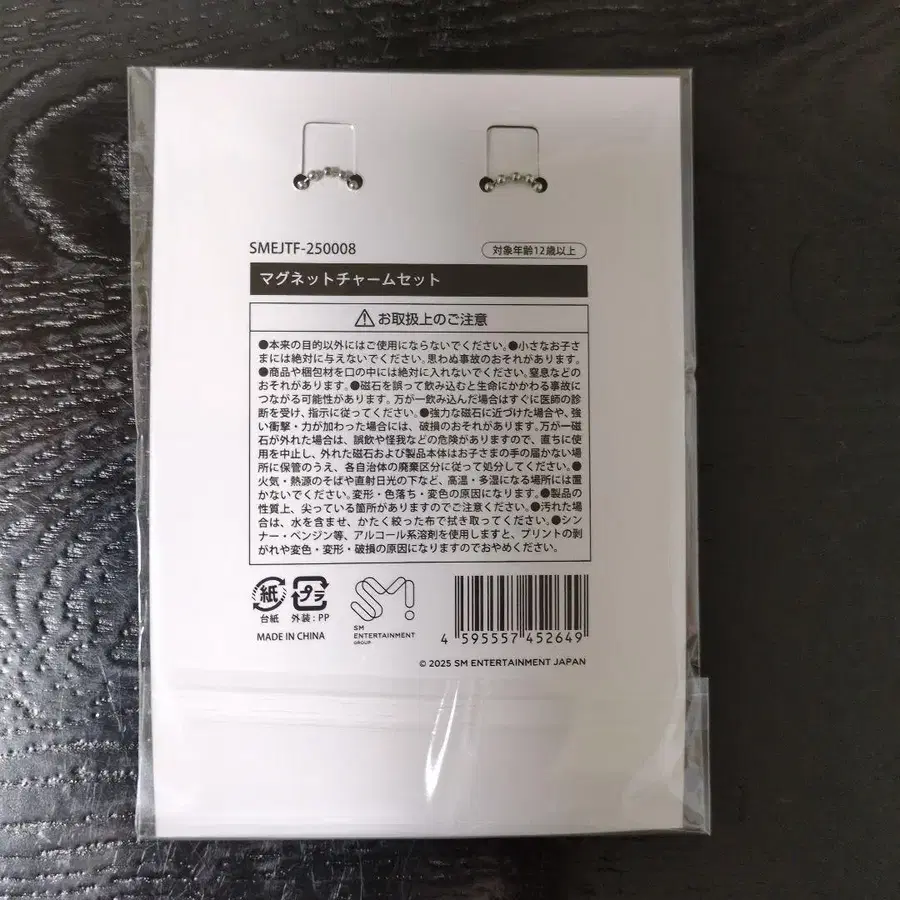 SMEJTF-250008
対象年齢12歳以上
マグネットチャームセット
お取扱上のご注意
●本来の目的以外にはご使用にならないでください。●小さなお子さ
まには絶対に与えないでください。思わぬ事故のおそれがあります。
●商品や梱包材を口の中には絶対に入れないでください。窒息などの
おそれがあります。●磁石を誤って飲み込むと生命にかかわる事故に
つながる可能性があります。万が一飲み込んだ場合はすぐに医師の診
断を受け、指示に従ってください。●強力な磁石に近づけた場合や、強
い衝撃・力が加わった場合には、破損のおそれがあります。万が一磁
石が外れた場合は、誤飲や怪我などの危険がありますので、直ちに使
用を中止し、外れた磁石および製品本体はお子さまの手の届かない場
所に保管のうえ、各自治体の廃棄区分に従って処分してください。●
火気・熱源のそばや直射日光の下など、高温・多湿になる場所には置
かないでください。変形・色落ち・変色の原因になります。●製品の
性質上、尖っている箇所がありますのでご注意ください。●汚れた場
合は、水を含ませ、かたく絞った布で拭き取ってください。●シン
ナー・ベンジン等、アルコール系溶剤を使用しますと、プリントの剥
がれや変色・変形・破損の原因になりますのでおやめください。
紙
プラ
台紙
外装:PP
MADE IN CHINA
SM
SM
ENTERTAINMENT
GROUP
4 595557 452649
© 2025 SM ENTERTAINMENT JAPAN